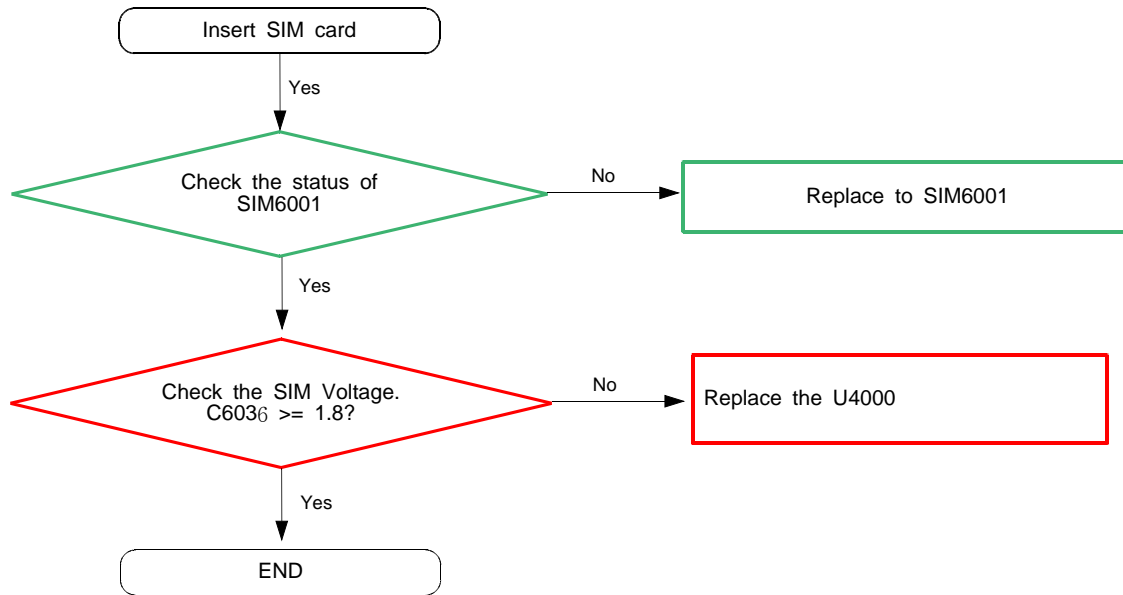 Insert SIM card
Yes
Check the status of
SIM6001
No
Replace to SIM6001
Yes
Check the SIM Voltage.
C6036 >= 1.8?
No
Replace the U4000
Yes
END